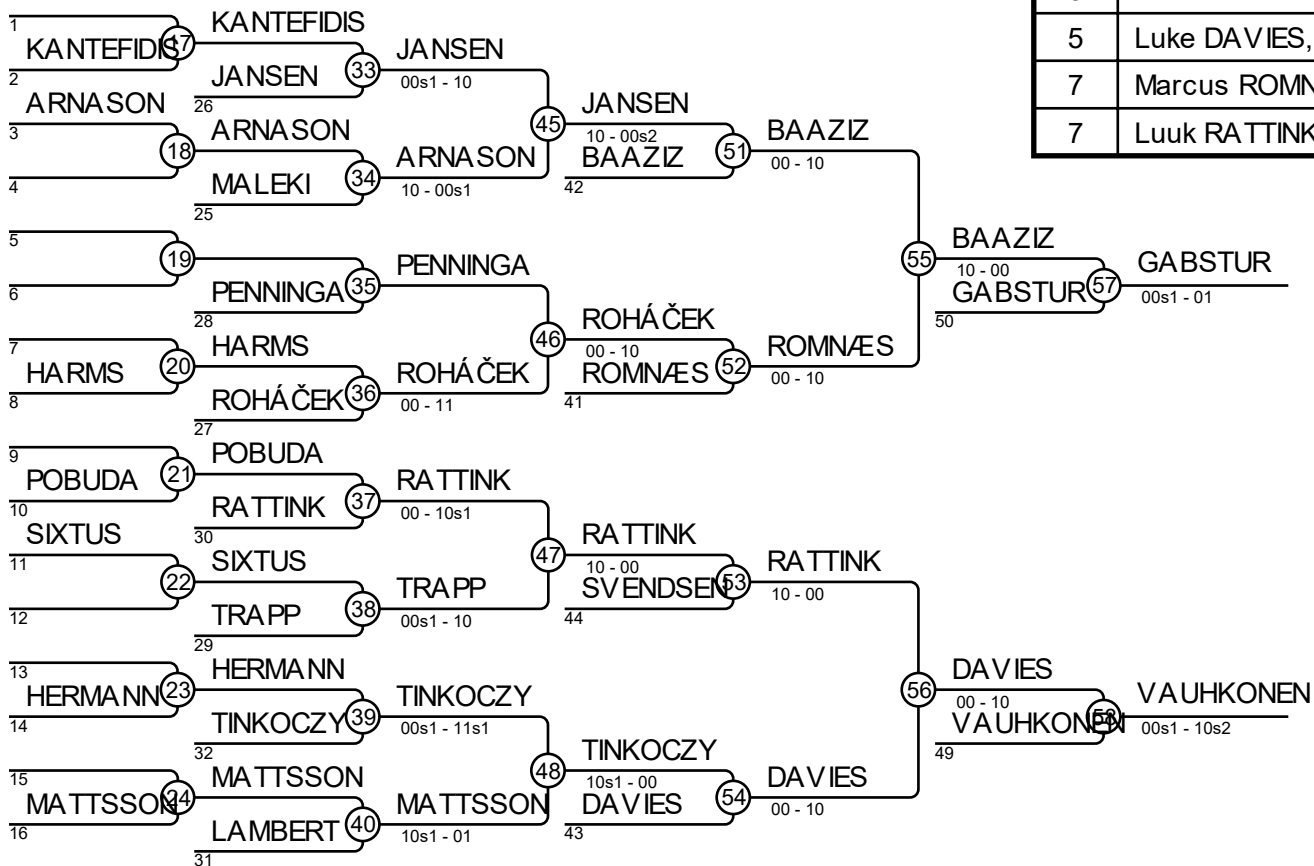 1
KANTEFIDIS 17 KANTEFIDIS
2
JANSEN 33 JANSEN
26
00s1 - 10
ARNASON
3
18 ARNASON
4
MALEKI 34 ARNASON
25
10 - 00s1
45 JANSEN
10 - 00s2
BAAZIZ 51 BAAZIZ
42
00 - 10
5
19
6
PENNINGA 35 PENNINGA
28
7
HARMS 20 HARMS
8
ROHÁČEK 36 ROHÁČEK
27
00 - 11
46 ROHÁČEK
00 - 10
ROMNÆS 52 ROMNÆS
41
00 - 10
55 BAAZIZ
10 - 00
GABSTUR 57 GABSTUR
50
00s1 - 01
9
POBUDA 21 POBUDA
10
RATTINK 37 RATTINK
30
00 - 10s1
SIXTUS
11
22 SIXTUS
12
TRAPP 38 TRAPP
29
00s1 - 10
47 RATTINK
10 - 00
SVENDSEN 53 RATTINK
44
10 - 00
13
HERMANN 23 HERMANN
14
TINKOCZY 39 TINKOCZY
32
00s1 - 11s1
15
MATTSSON 24 MATTSSON
16
LAMBERT 40 MATTSSON
31
10s1 - 01
48 TINKOCZY
10s1 - 00
DAVIES 54 DAVIES
43
00 - 10
56 DAVIES
00 - 10
VAUHKONEN 58 VAUHKONEN
49
00s1 - 10s2
5 Luke DAVIES,
7 Marcus ROMN
7 Luuk RATTINK